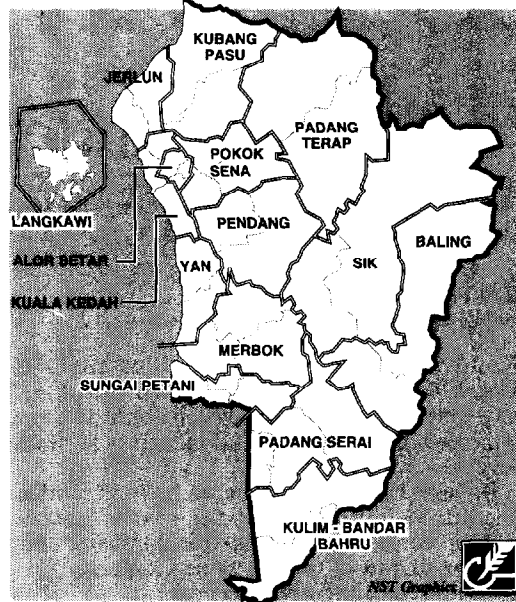 KUBANG
PASU
JERLUN
PADANG
TERAP
POKOK
SENA
LANGKAWI
PENDANG
BALING
SIK
ALOR SETAR
YAN
KUALA KEDAH
MERBOK
SUNGAI PETANI
PADANG SERAI
KULIM - BANDAR
BAHRU
NST Graphics